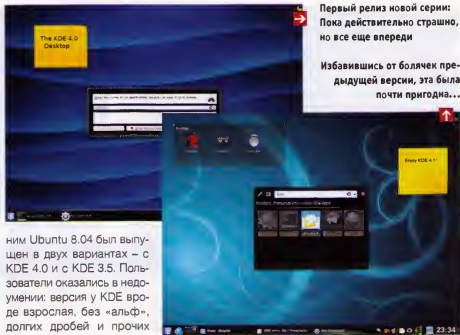 Первый релиз новой серии:
Пока действительно страшно,
но все еще впереди
Избавившись от болячек пре-
дыдущей версии, эта была
почти пригодна...
The KDE 4.0
Desktop
Enjoy KDE 4.1!
23:34
ним Ubuntu 8.04 был выпу-
щен в двух вариантах – с
KDE 4.0 и с KDE 3.5. Поль-
зователи оказались в недо-
умении: версия у KDE вро-
де взрослая, без «альф»,
долгих дробей и прочих